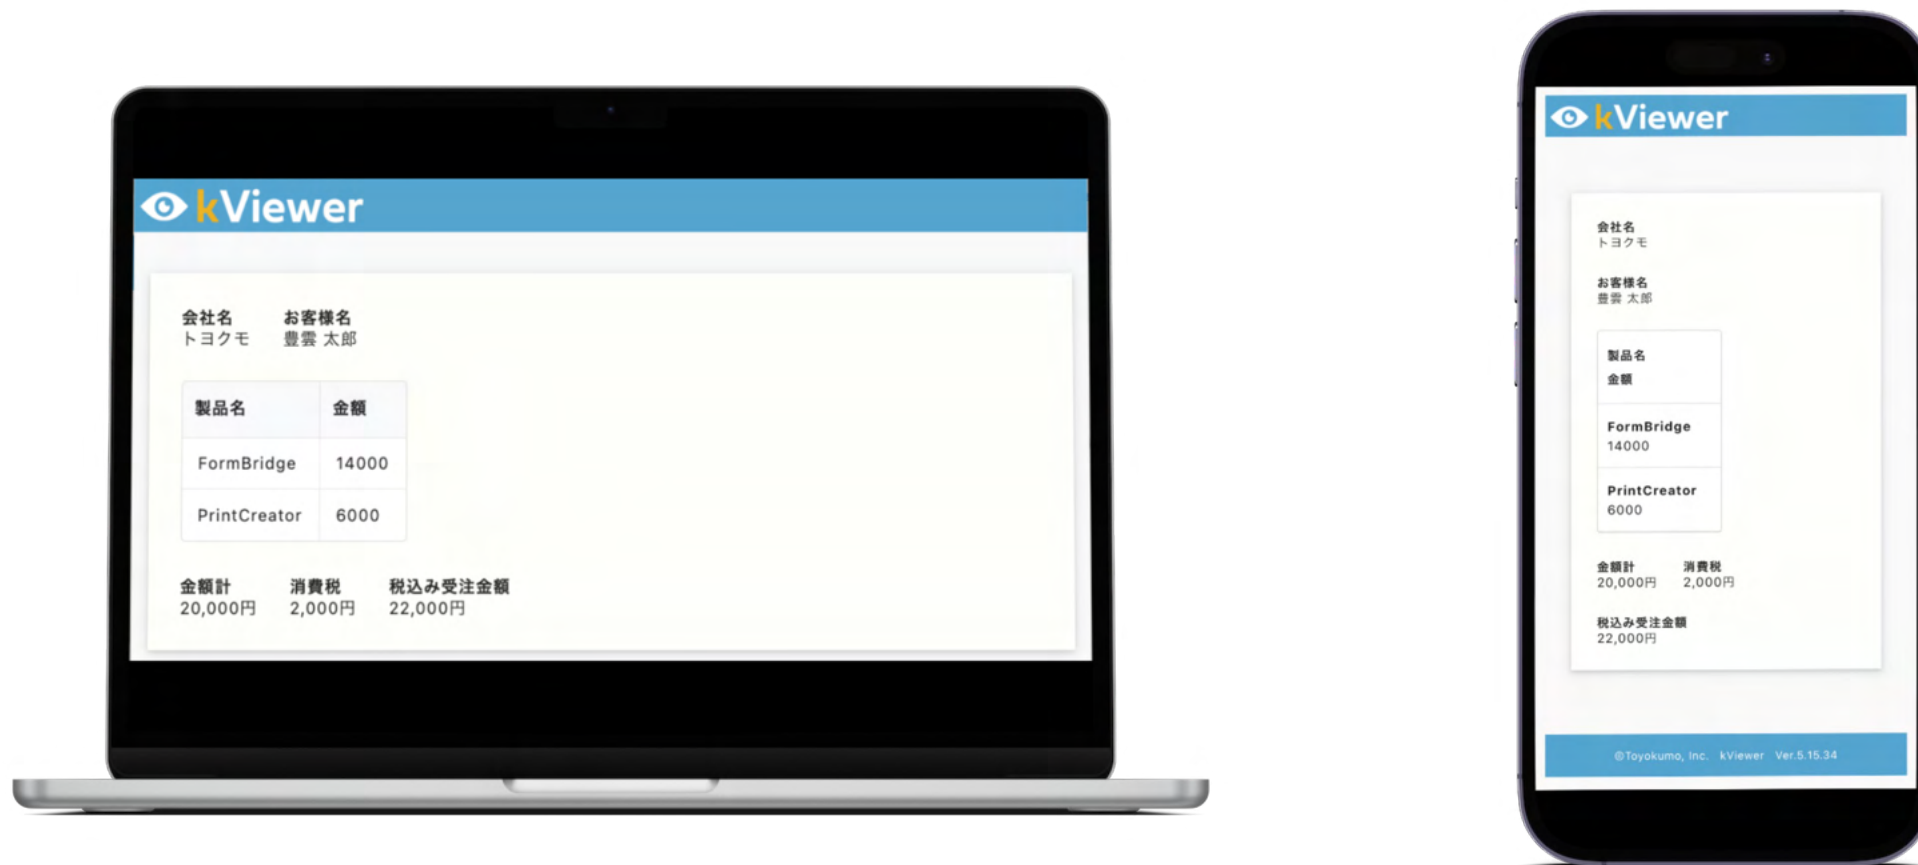 kViewer
会社名 お客様名
トヨクモ 豊雲 太郎
製品名 金額
FormBridge 14000
PrintCreator 6000
金額計 消費税 税込み受注金額
20,000円 2,000円 22,000円
kViewer
会社名
トヨクモ
お客様名
豊雲 太郎
製品名
金額
FormBridge
14000
PrintCreator
6000
金額計 消費税
20,000円 2,000円
税込み受注金額
22,000円
©Toyokumo, Inc. kViewer Ver.5.15.34